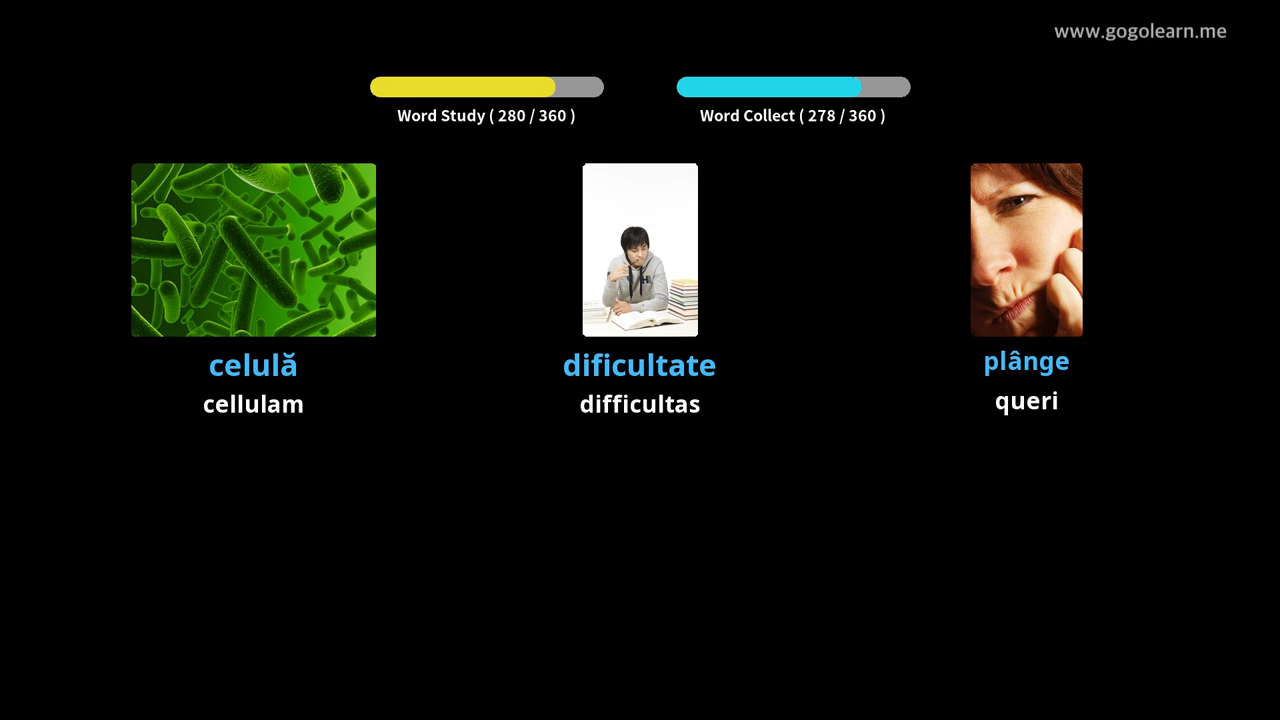 www.gogolearn.me
Word Study ( 280 / 360 )
Word Collect ( 278 / 360 )
celulă
cellulam
dificultate
difficultas
plânge
queri